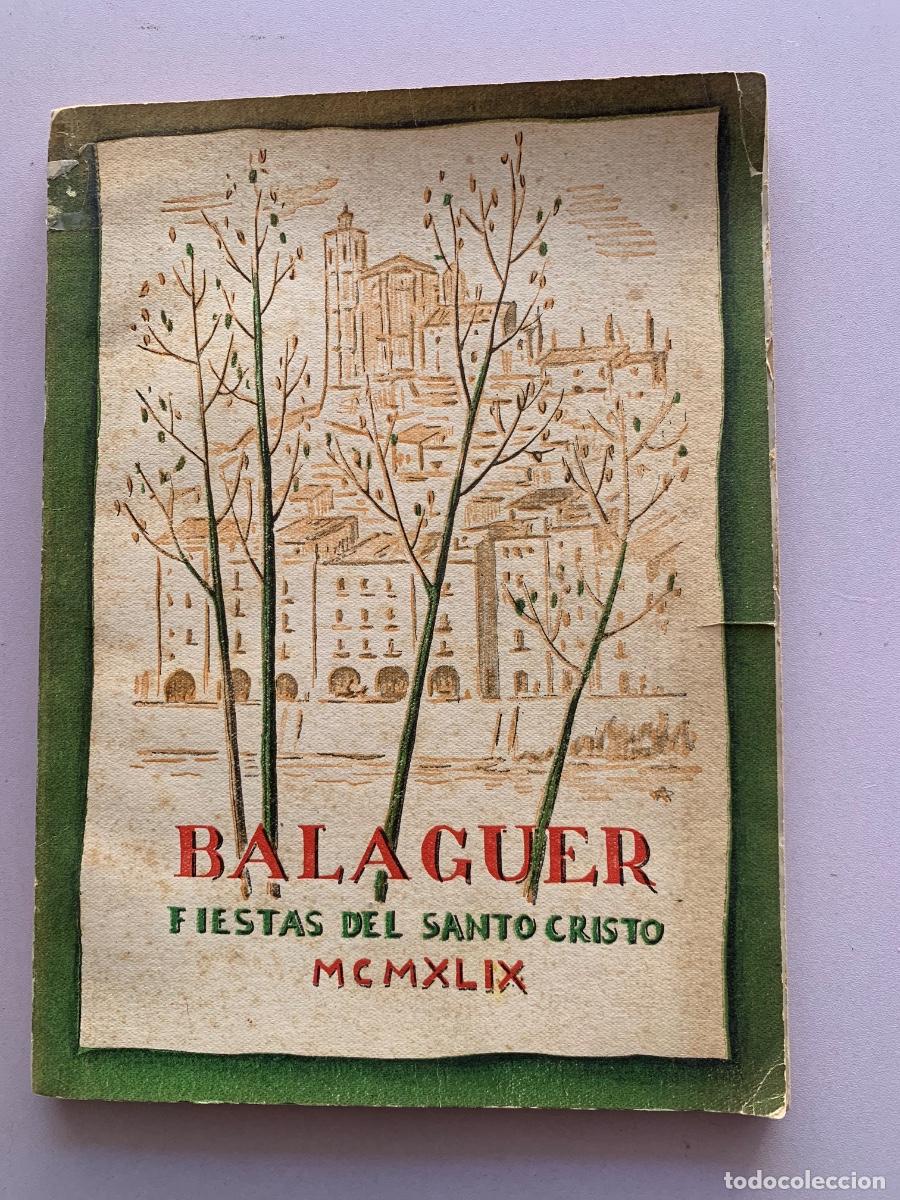 BALAGUER
FIESTAS DEL SANTO CRISTO
MCMXLIX
todocoleccion